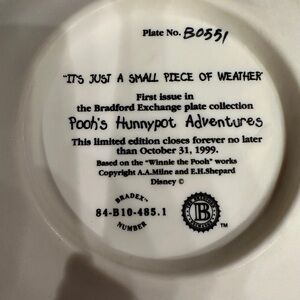 Plate No. B0551
"IT'S JUST A SMALL PIECE OF WEATHER"
First issue in
the Bradford Exchange plate collection
Pooh's Hunnypot Adventures
This limited edition closes forever no later
than October 31, 1999.
Based on the "Winnie the Pooh" works
Copyright A.A.Milne and E.H.Shepard
Disney ©
BRADEX™
84-B10-485.1
NUMBER
B
™